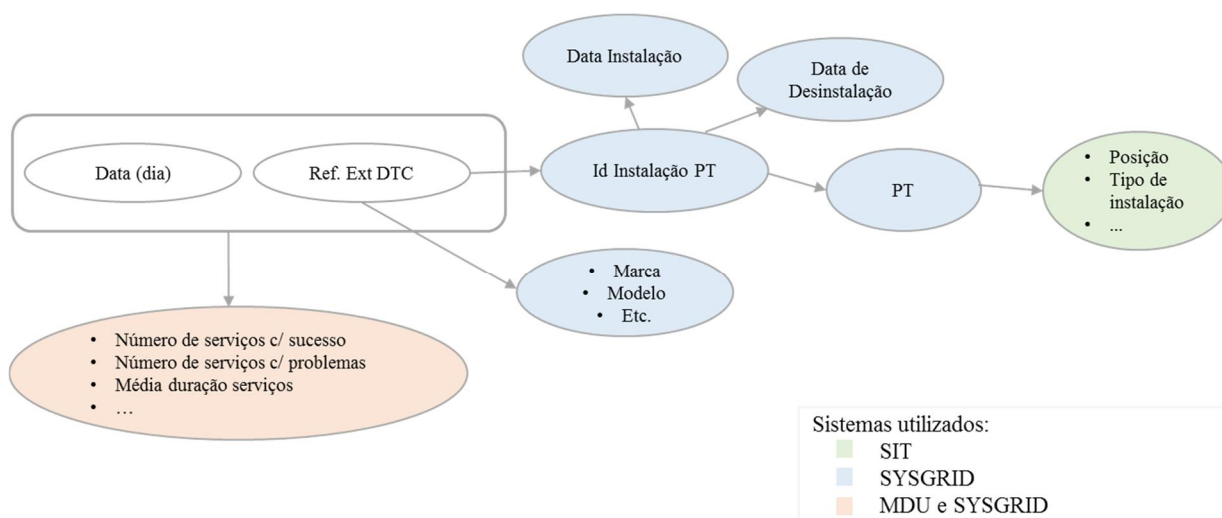 Data Instalação
Data de
Desinstalação
Data (dia)
Ref. Ext DTC
Id Instalação PT
PT
• Posição
• Tipo de
instalação
• ...
• Marca
• Modelo
• Etc.
• Número de serviços c/ sucesso
• Número de serviços c/ problemas
• Média duração serviços
• …
Sistemas utilizados:
SIT
SYSGRID
MDU e SYSGRID